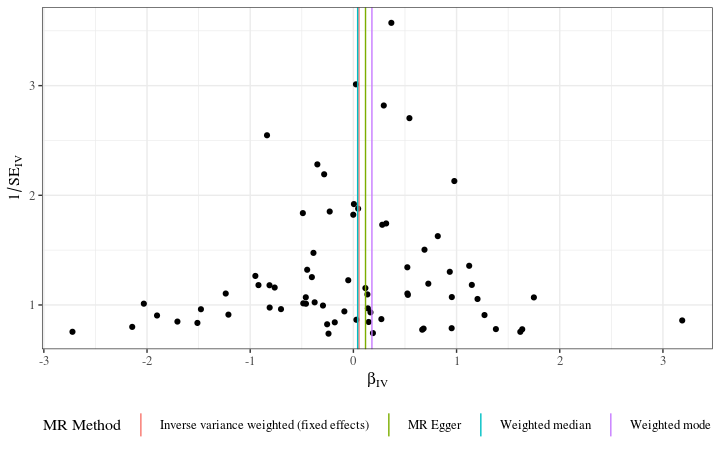 3
2
1
1/SE_IV
-3
-2
-1
0
1
2
3
β_IV
MR Method
Inverse variance weighted (fixed effects)
MR Egger
Weighted median
Weighted mode